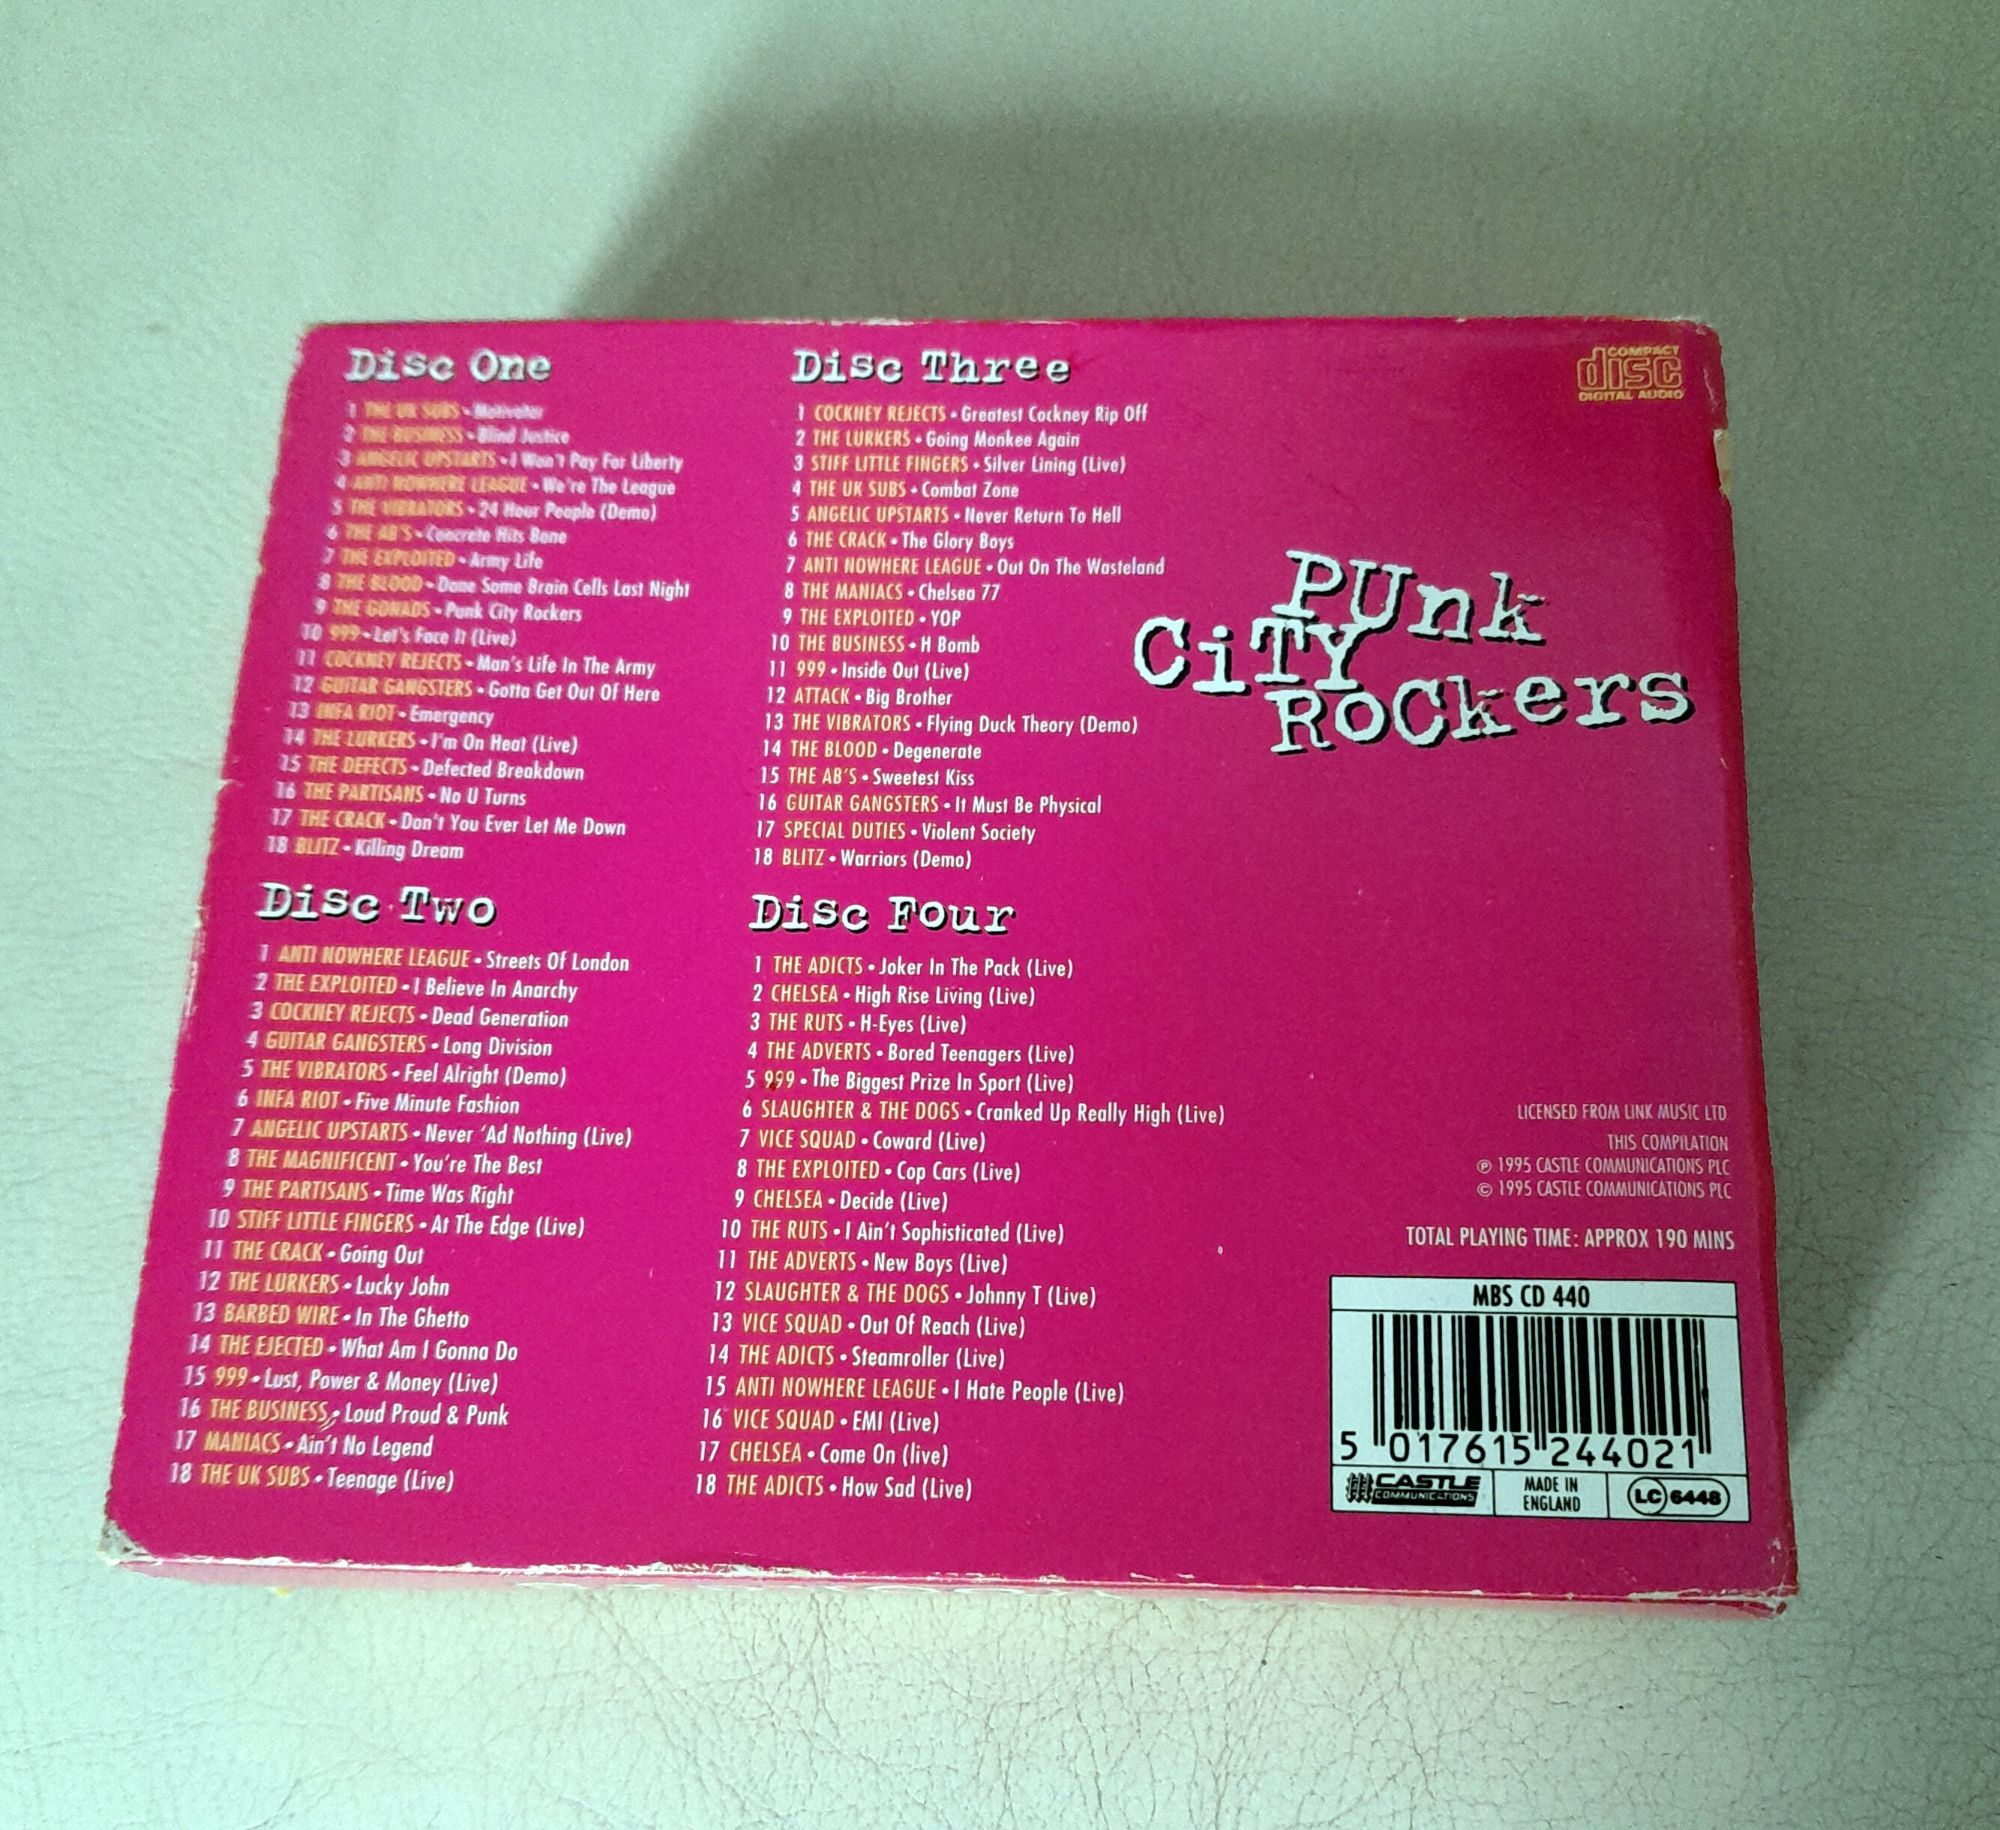 Disc One
1 THE UK SUBS • Motivator
2 THE BUSINESS • Blind Justice
3 ANGELIC UPSTARTS • I Won't Pay For Liberty
4 ANTI NOWHERE LEAGUE • We're The League
5 THE VIBRATORS • 24 Hour People (Demo)
6 THE AB'S • Concrete Hits Bone
7 THE EXPLOITED • Army Life
8 THE BLOOD • Done Some Brain Cells Last Night
9 THE GONADS • Punk City Rockers
10 999 • Let's Face It (Live)
11 COCKNEY REJECTS • Man's Life In The Army
12 GUITAR GANGSTERS • Gotta Get Out Of Here
13 INFA RIOT • Emergency
14 THE LURKERS • I'm On Heat (Live)
15 THE DEFECTS • Defected Breakdown
16 THE PARTISANS • No U Turns
17 THE CRACK • Don't You Ever Let Me Down
18 BLITZ • Killing Dream
Disc Two
1 ANTI NOWHERE LEAGUE • Streets Of London
2 THE EXPLOITED • I Believe In Anarchy
3 COCKNEY REJECTS • Dead Generation
4 GUITAR GANGSTERS • Long Division
5 THE VIBRATORS • Feel Alright (Demo)
6 INFA RIOT • Five Minute Fashion
7 ANGELIC UPSTARTS • Never 'Ad Nothing (Live)
8 THE MAGNIFICENT • You're The Best
9 THE PARTISANS • Time Was Right
10 STIFF LITTLE FINGERS • At The Edge (Live)
11 THE CRACK • Going Out
12 THE LURKERS • Lucky John
13 BARBED WIRE • In The Ghetto
14 THE EJECTED • What Am I Gonna Do
15 999 • Lust, Power & Money (Live)
16 THE BUSINESS • Loud Proud & Punk
17 MANIACS • Ain't No Legend
18 THE UK SUBS • Teenage (Live)
Disc Three
1 COCKNEY REJECTS • Greatest Cockney Rip Off
2 THE LURKERS • Going Monkee Again
3 STIFF LITTLE FINGERS • Silver Lining (Live)
4 THE UK SUBS • Combat Zone
5 ANGELIC UPSTARTS • Never Return To Hell
6 THE CRACK • The Glory Boys
7 ANTI NOWHERE LEAGUE • Out On The Wasteland
8 THE MANIACS • Chelsea 77
9 THE EXPLOITED • YOP
10 THE BUSINESS • H Bomb
11 999 • Inside Out (Live)
12 ATTACK • Big Brother
13 THE VIBRATORS • Flying Duck Theory (Demo)
14 THE BLOOD • Degenerate
15 THE AB'S • Sweetest Kiss
16 GUITAR GANGSTERS • It Must Be Physical
17 SPECIAL DUTIES • Violent Society
18 BLITZ • Warriors (Demo)
Disc Four
1 THE ADICTS • Joker In The Pack (Live)
2 CHELSEA • High Rise Living (Live)
3 THE RUTS • H-Eyes (Live)
4 THE ADVERTS • Bored Teenagers (Live)
5 999 • The Biggest Prize In Sport (Live)
6 SLAUGHTER & THE DOGS • Cranked Up Really High (Live)
7 VICE SQUAD • Coward (Live)
8 THE EXPLOITED • Cop Cars (Live)
9 CHELSEA • Decide (Live)
10 THE RUTS • I Ain't Sophisticated (Live)
11 THE ADVERTS • New Boys (Live)
12 SLAUGHTER & THE DOGS • Johnny T (Live)
13 VICE SQUAD • Out Of Reach (Live)
14 THE ADICTS • Steamroller (Live)
15 ANTI NOWHERE LEAGUE • I Hate People (Live)
16 VICE SQUAD • EMI (Live)
17 CHELSEA • Come On (live)
18 THE ADICTS • How Sad (Live)
COMPACT
disc
DIGITAL AUDIO
PUnk
CiTY
ROCkers
LICENSED FROM LINK MUSIC LTD
THIS COMPILATION
℗ 1995 CASTLE COMMUNICATIONS PLC
© 1995 CASTLE COMMUNICATIONS PLC
TOTAL PLAYING TIME: APPROX 190 MINS
MBS CD 440
5 017615 244021
CASTLE
COMMUNICATIONS
MADE IN
ENGLAND
LC 6448